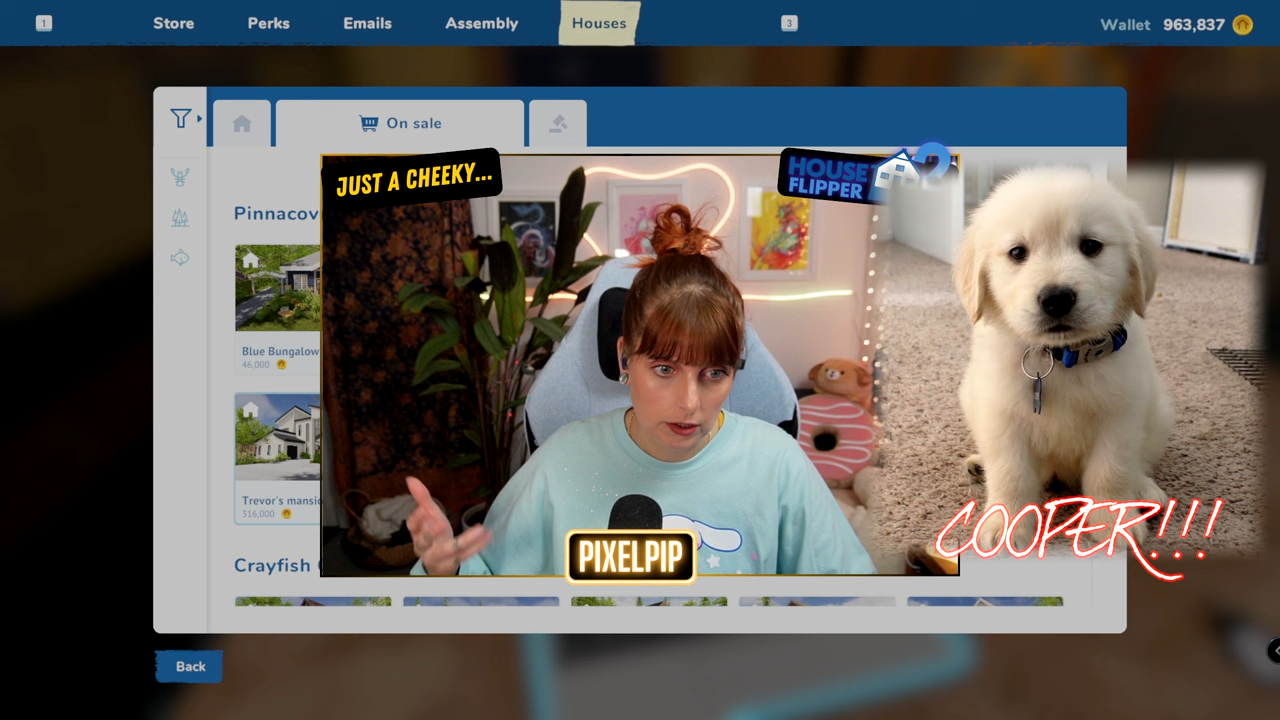 1
Store
Perks
Emails
Assembly
Houses
3
Wallet 963,837
On sale
JUST A CHEEKY...
HOUSE
FLIPPER 2
Pinnacov
Blue Bungalow
46,000
Trevor's mansio
316,000
COOPER!!!
PIXELPIP
Crayfish
Back